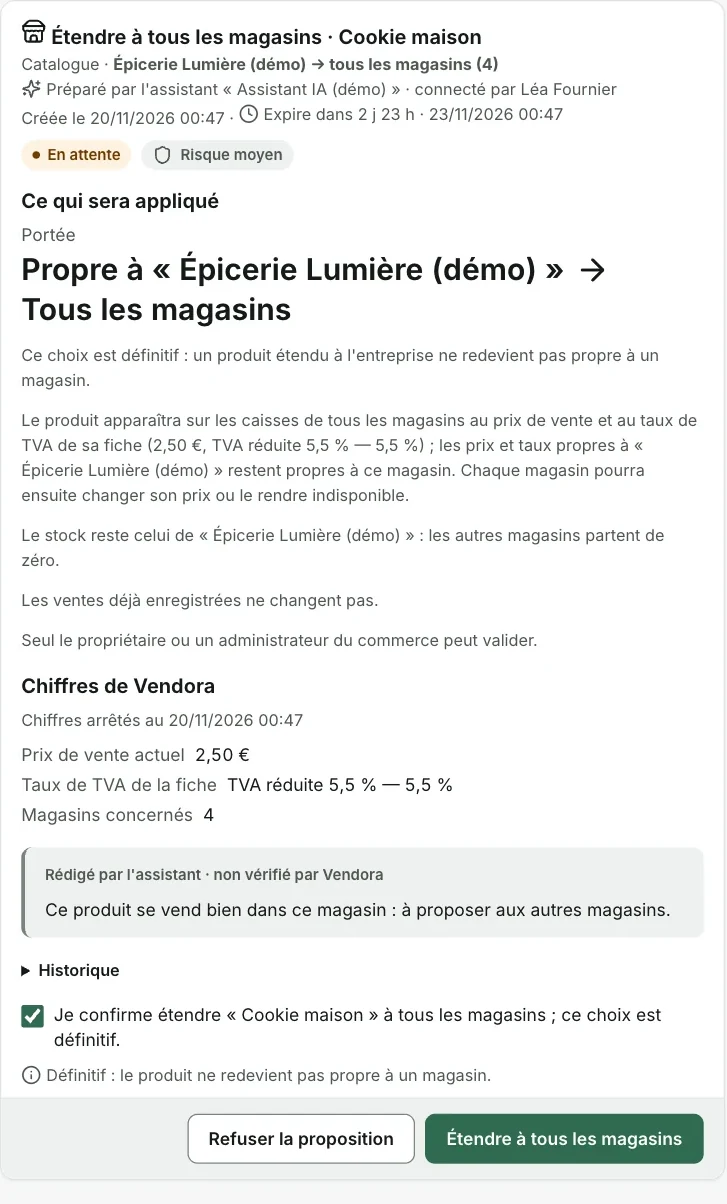 Étendre à tous les magasins · Cookie maison
Catalogue · Épicerie Lumière (démo) → tous les magasins (4)
Préparé par l'assistant « Assistant IA (démo) » · connecté par Léa Fournier
Créée le 20/11/2026 00:47 · Expire dans 2 j 23 h · 23/11/2026 00:47
En attente
Risque moyen
Ce qui sera appliqué
Portée
Propre à « Épicerie Lumière (démo) » →
Tous les magasins
Ce choix est définitif : un produit étendu à l'entreprise ne redevient pas propre à un
magasin.
Le produit apparaîtra sur les caisses de tous les magasins au prix de vente et au taux de
TVA de sa fiche (2,50 €, TVA réduite 5,5 % — 5,5 %) ; les prix et taux propres à «
Épicerie Lumière (démo) » restent propres à ce magasin. Chaque magasin pourra
ensuite changer son prix ou le rendre indisponible.
Le stock reste celui de « Épicerie Lumière (démo) » : les autres magasins partent de
zéro.
Les ventes déjà enregistrées ne changent pas.
Seul le propriétaire ou un administrateur du commerce peut valider.
Chiffres de Vendora
Chiffres arrêtés au 20/11/2026 00:47
Prix de vente actuel 2,50 €
Taux de TVA de la fiche TVA réduite 5,5 % — 5,5 %
Magasins concernés 4
Rédigé par l'assistant · non vérifié par Vendora
Ce produit se vend bien dans ce magasin : à proposer aux autres magasins.
Historique
Je confirme étendre « Cookie maison » à tous les magasins ; ce choix est
définitif.
Définitif : le produit ne redevient pas propre à un magasin.
Refuser la proposition
Étendre à tous les magasins